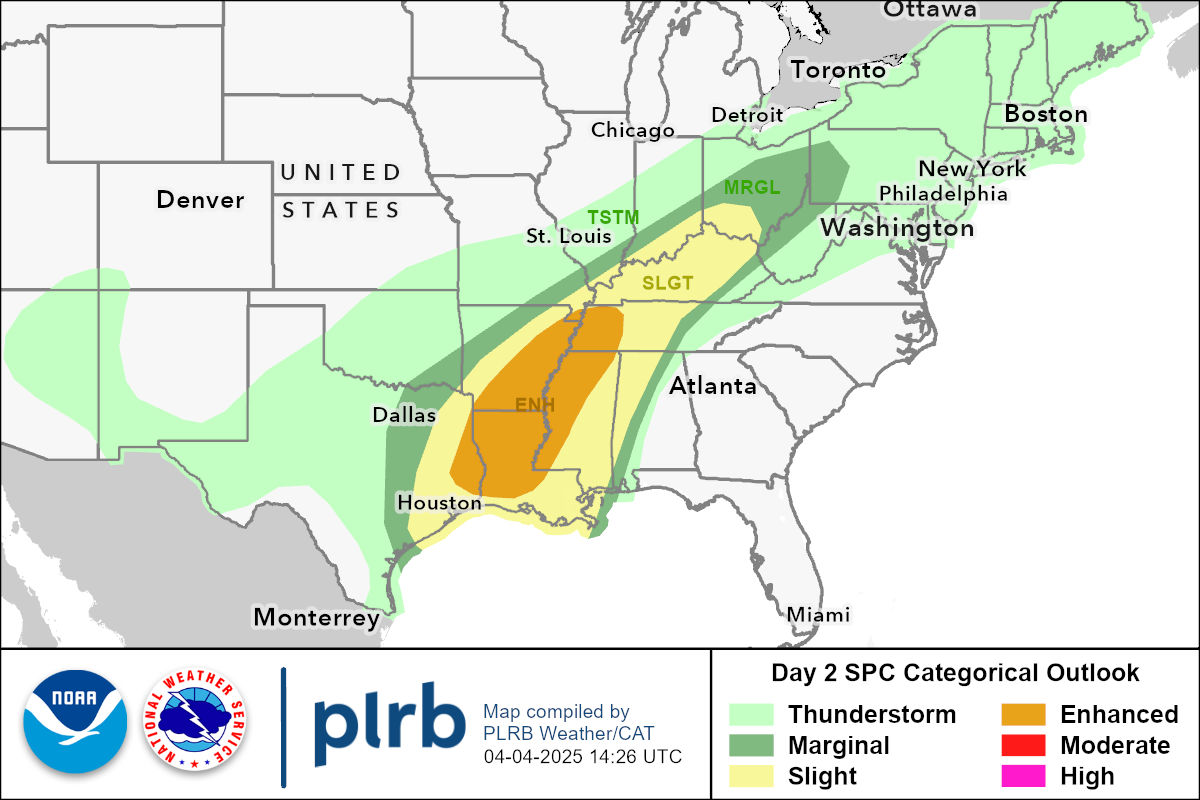 Ottawa
Toronto
Detroit
Boston
Chicago
New York
UNITED
MRGL
Philadelphia
Denver
STATES
TSTM
St. Louis
Washington
SLGT
Atlanta
ENH
Dallas
Houston
Monterrey
Miami
NOAA
NATIONAL WEATHER SERVICE
plrb
Map compiled by
PLRB Weather/CAT
04-04-2025 14:26 UTC
Day 2 SPC Categorical Outlook
Thunderstorm
Enhanced
Marginal
Moderate
Slight
High